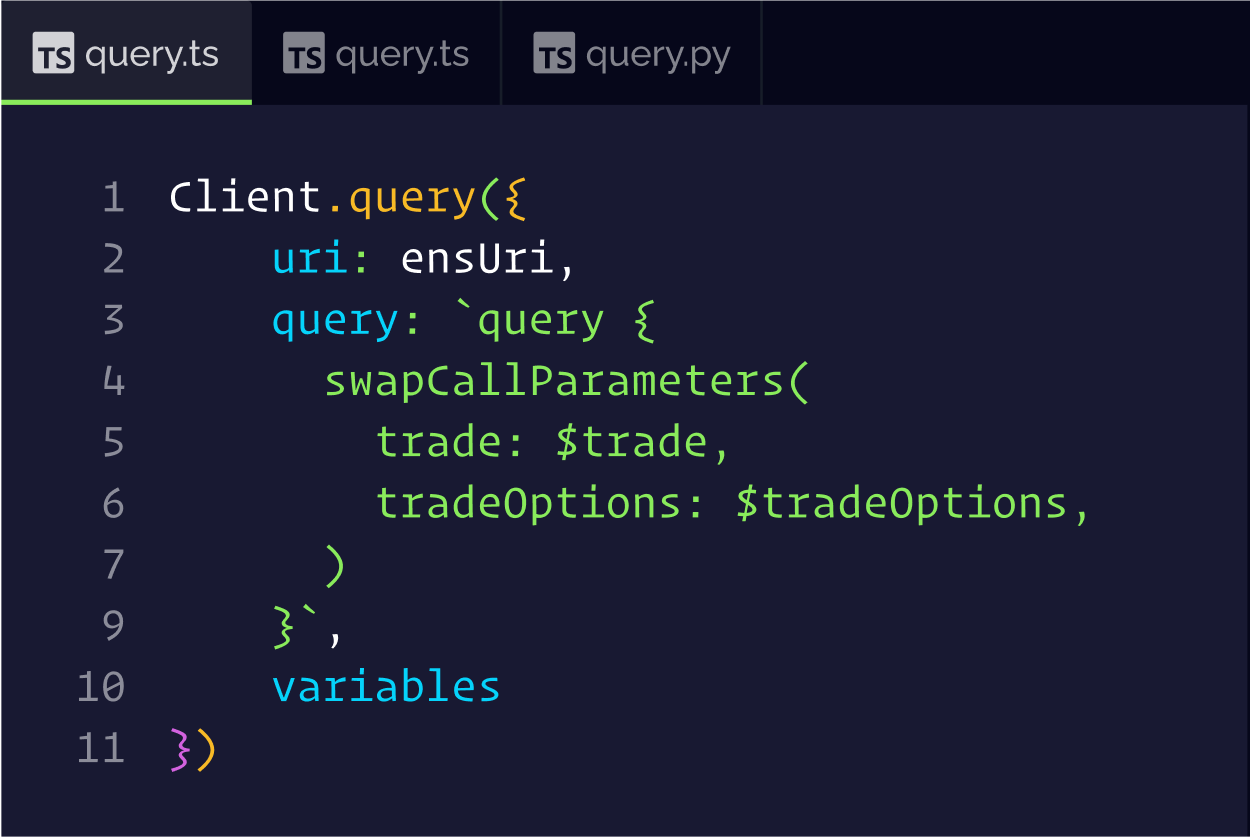 TS query.ts TS query.ts TS query.py
1 Client.query({
2 uri: ensUri,
3 query: `query {
4 swapCallParameters(
5 trade: $trade,
6 tradeOptions: $tradeOptions,
7 )
9 }`,
10 variables
11 })